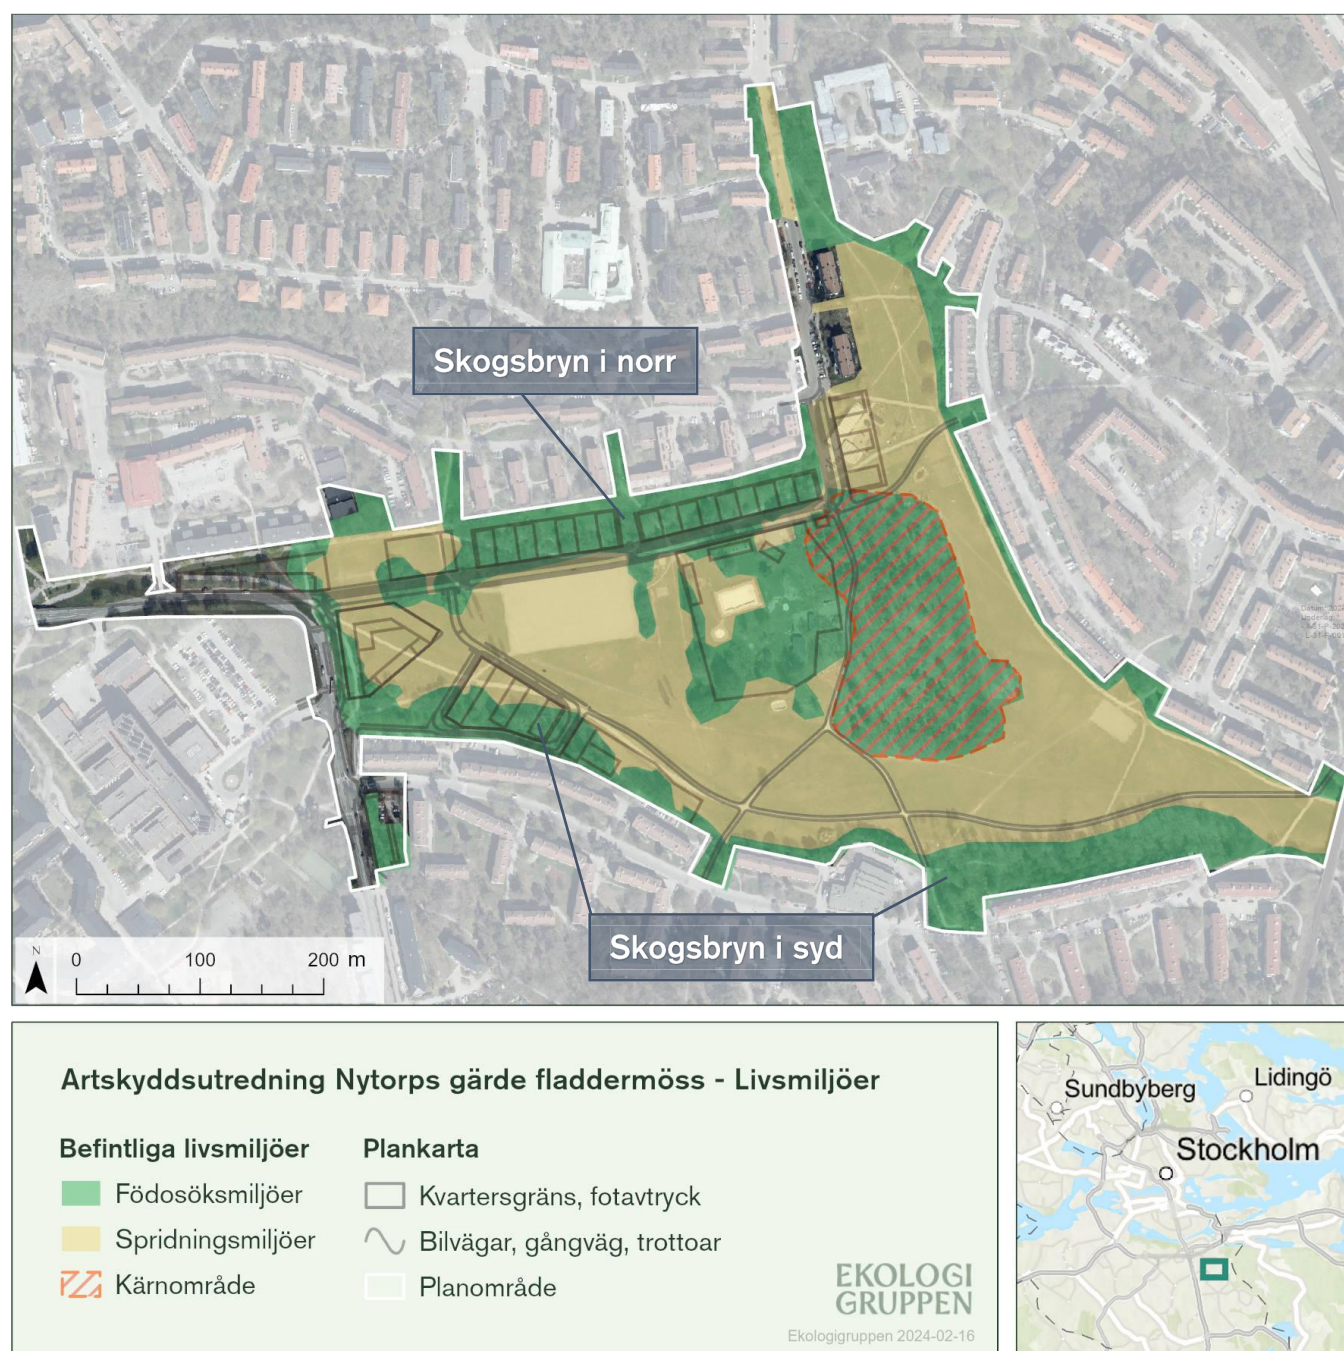 Skogsbryn i norr
Skogsbryn i syd
N
0 100 200 m
Artskyddsutredning Nytorps gärde fladdermöss - Livsmiljöer
Befintliga livsmiljöer
Födosöksmiljöer
Spridningsmiljöer
Kärnområde
Plankarta
Kvartersgräns, fotavtryck
Bilvägar, gångväg, trottoar
Planområde
EKOLOGI
GRUPPEN
Ekologigruppen 2024-02-16
Sundbyberg
Lidingö
Stockholm